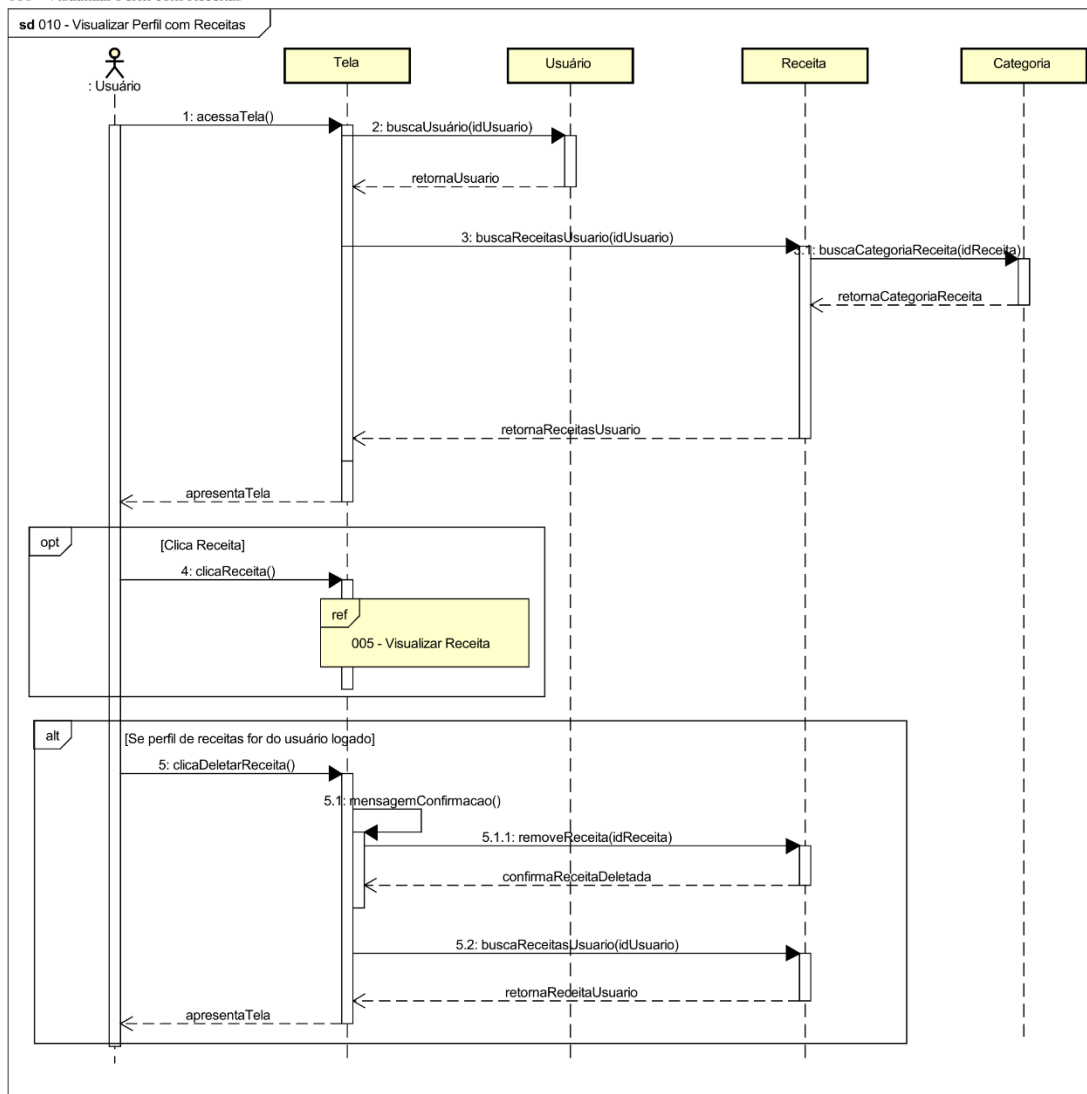 sd 010 - Visualizar Perfil com Receitas
: Usuário
Tela
Usuário
Receita
Categoria
1: acessaTela()
2: buscaUsuário(idUsuario)
retornaUsuario
3: buscaReceitasUsuario(idUsuario)
3.1: buscaCategoriaReceita(idReceita)
retornaCategoriaReceita
retornaReceitasUsuario
apresentaTela
opt
[Clica Receita]
4: clicaReceita()
ref
005 - Visualizar Receita
alt
[Se perfil de receitas for do usuário logado]
5: clicaDeletarReceita()
5.1: mensagemConfirmacao()
5.1.1: removeReceita(idReceita)
confirmaReceitaDeletada
5.2: buscaReceitasUsuario(idUsuario)
retornaReceitaUsuario
apresentaTela